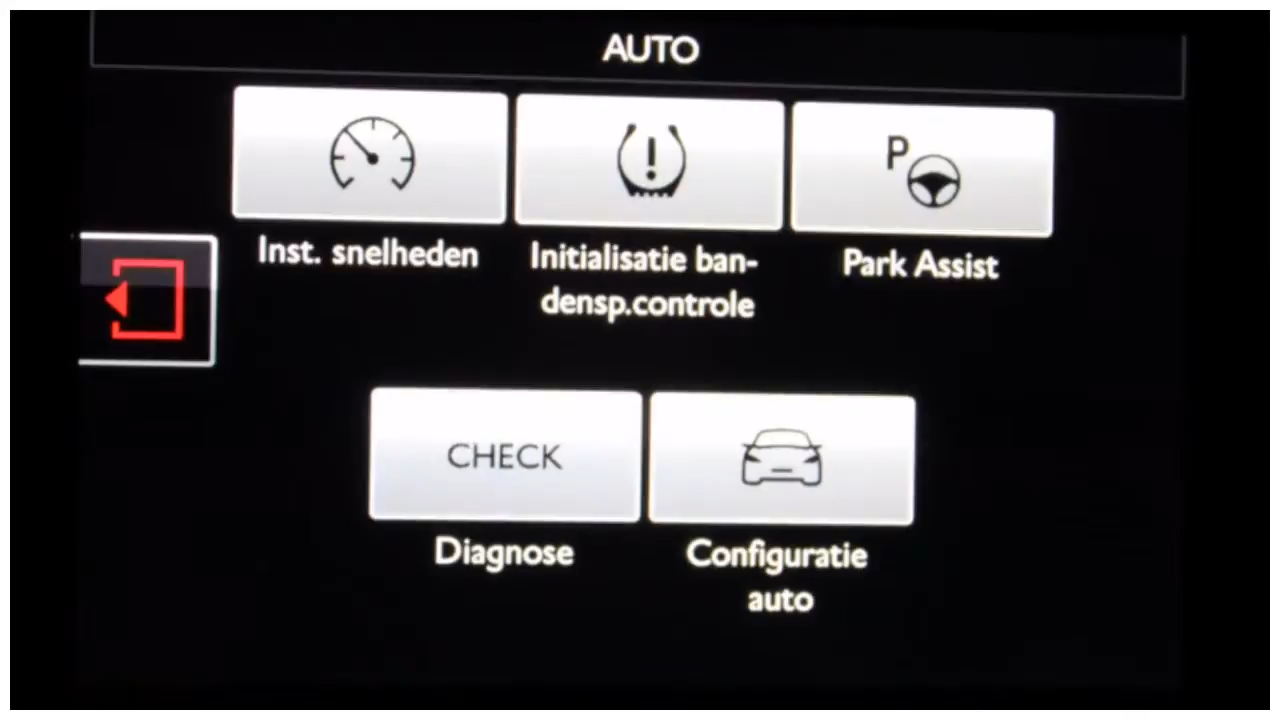 AUTO
P
Inst. snelheden
Initialisatie ban-
densp.controle
Park Assist
CHECK
Diagnose
Configuratie
auto